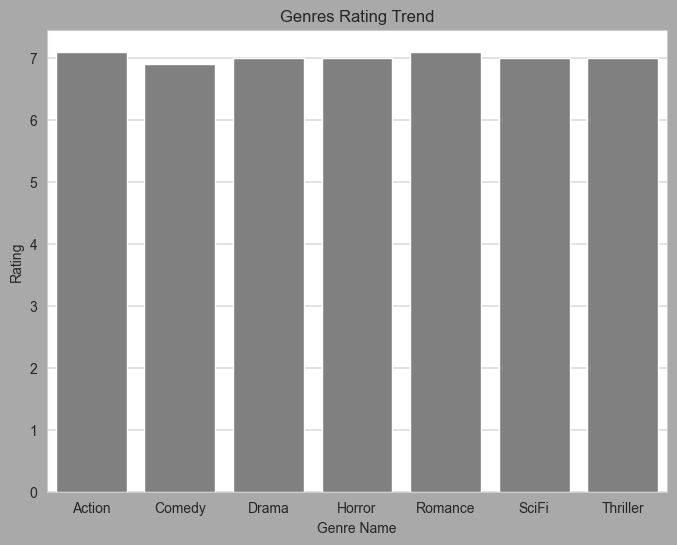 Genres Rating Trend
Rating
7
6
5
4
3
2
1
0
Action Comedy Drama Horror Romance SciFi Thriller
Genre Name